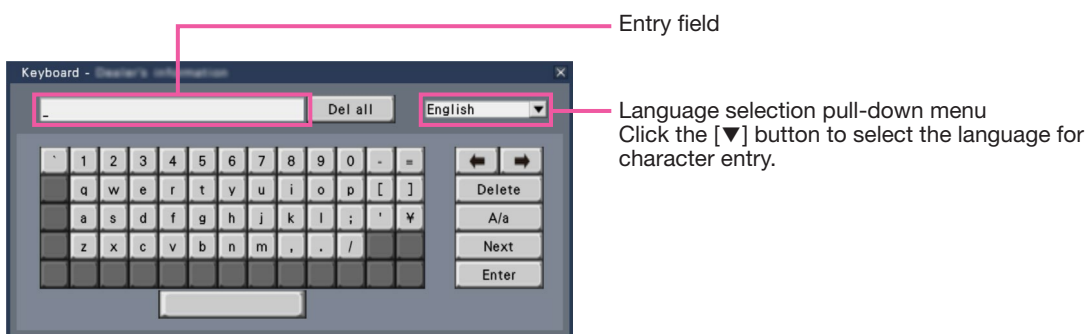 Entry field
Keyboard -
Del all
English ▼
Language selection pull-down menu
Click the [▼] button to select the language for
character entry.
` 1 2 3 4 5 6 7 8 9 0 - =
q w e r t y u i o p [ ]
Delete
a s d f g h j k l ; ' ¥
A/a
z x c v b n m , . /
Next
Enter